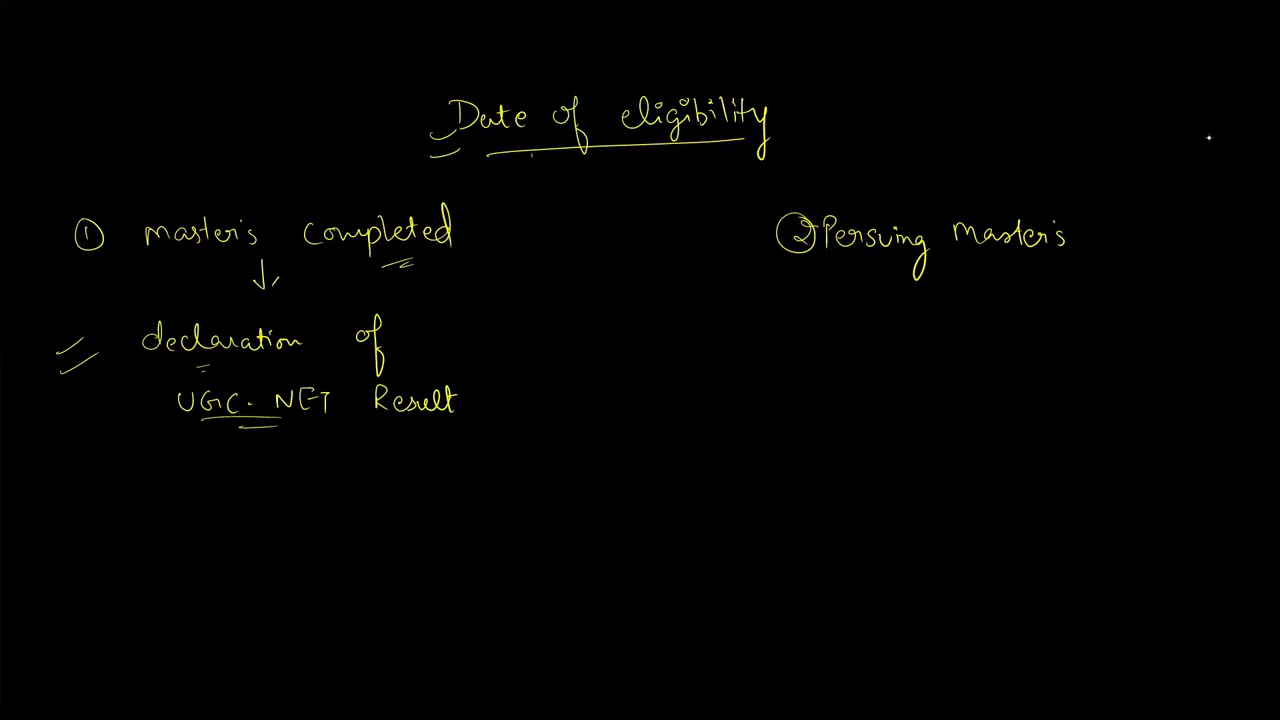 Date of eligibility
① master's completed
② Persuing master's
declaration of
UGC-NET Result